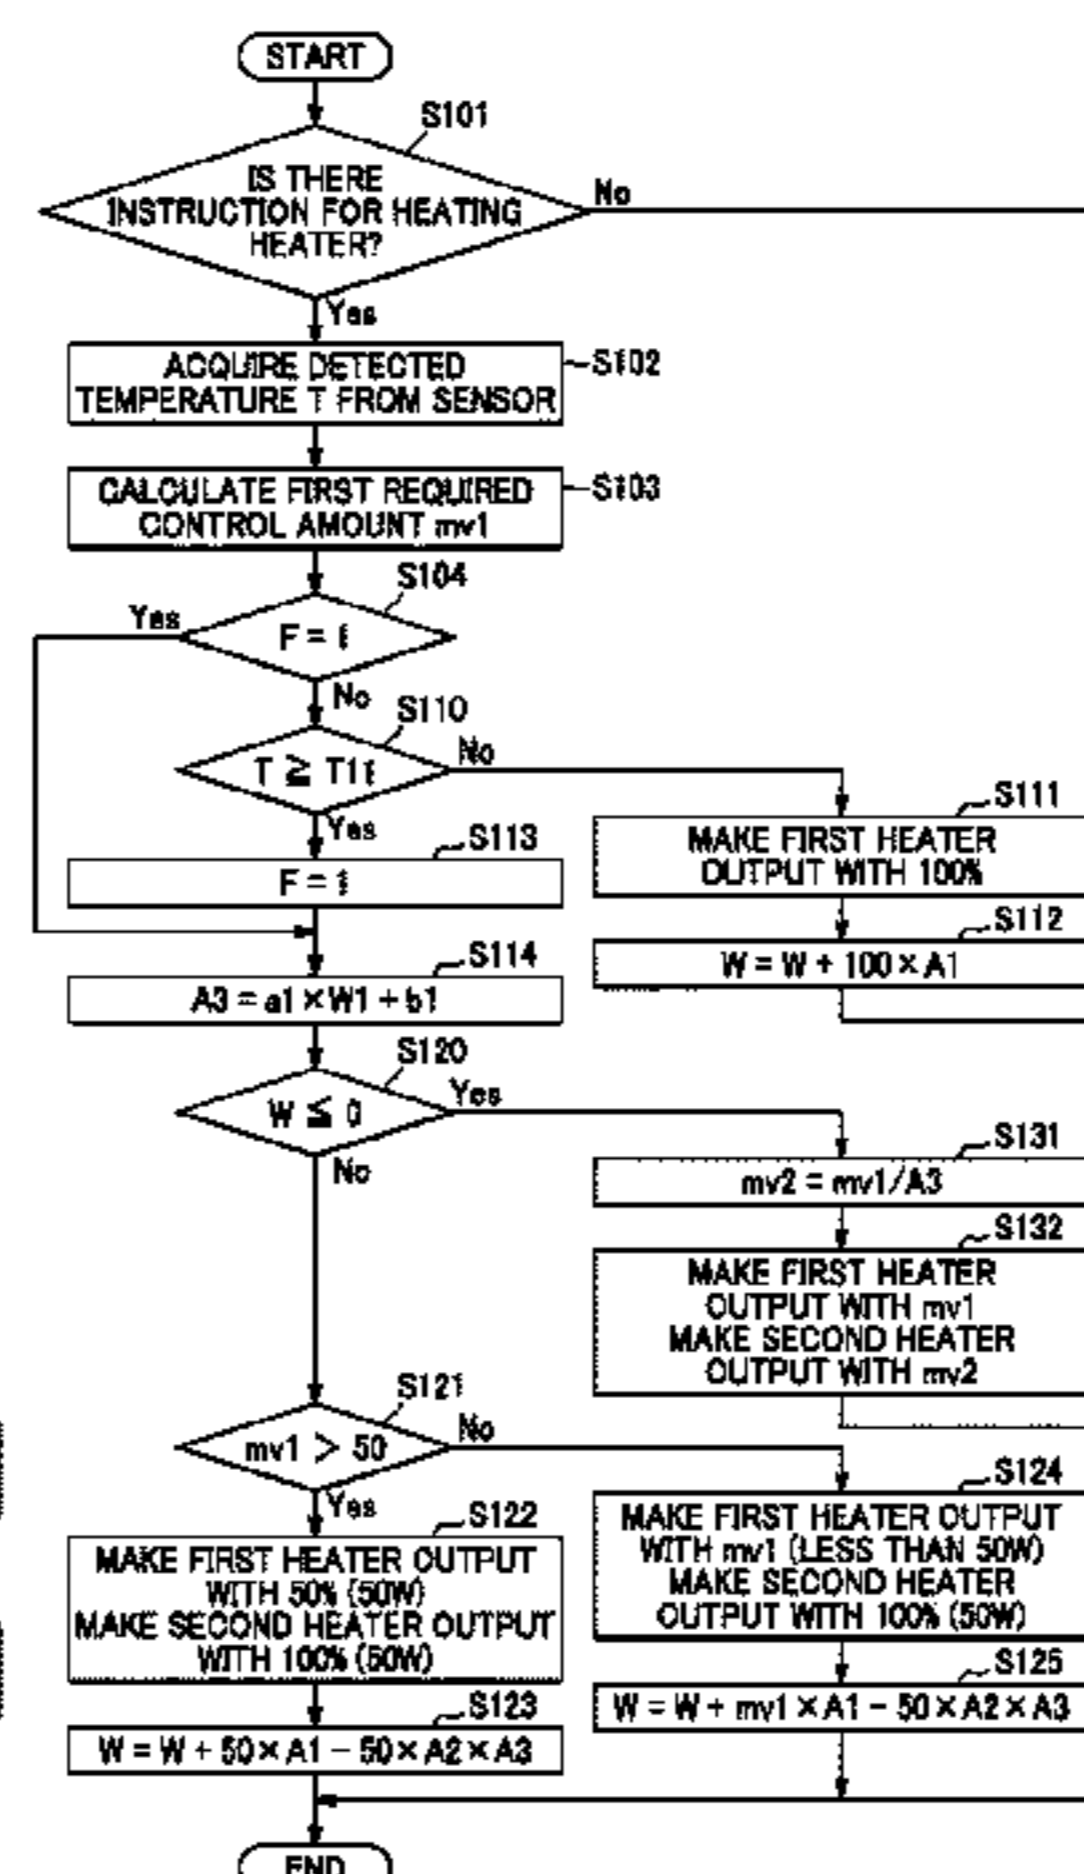 START
S101
IS THERE
INSTRUCTION FOR HEATING
HEATER?
No
Yes
ACQUIRE DETECTED
TEMPERATURE T FROM SENSOR
S102
CALCULATE FIRST REQUIRED
CONTROL AMOUNT mv1
S103
S104
Yes
F = 1
No
S110
T ≧ T11
No
Yes
S111
MAKE FIRST HEATER
OUTPUT WITH 100%
S113
F = 1
S112
W = W + 100 × A1
S114
A3 = a1 × W1 + b1
S120
W ≦ 0
Yes
No
S131
mv2 = mv1/A3
S132
MAKE FIRST HEATER
OUTPUT WITH mv1
MAKE SECOND HEATER
OUTPUT WITH mv2
S121
mv1 > 50
No
Yes
S124
MAKE FIRST HEATER OUTPUT
WITH mv1 (LESS THAN 50W)
MAKE SECOND HEATER
OUTPUT WITH 100% (50W)
S122
MAKE FIRST HEATER OUTPUT
WITH 50% (50W)
MAKE SECOND HEATER OUTPUT
WITH 100% (50W)
S125
W = W + mv1 × A1 − 50 × A2 × A3
S123
W = W + 50 × A1 − 50 × A2 × A3
END